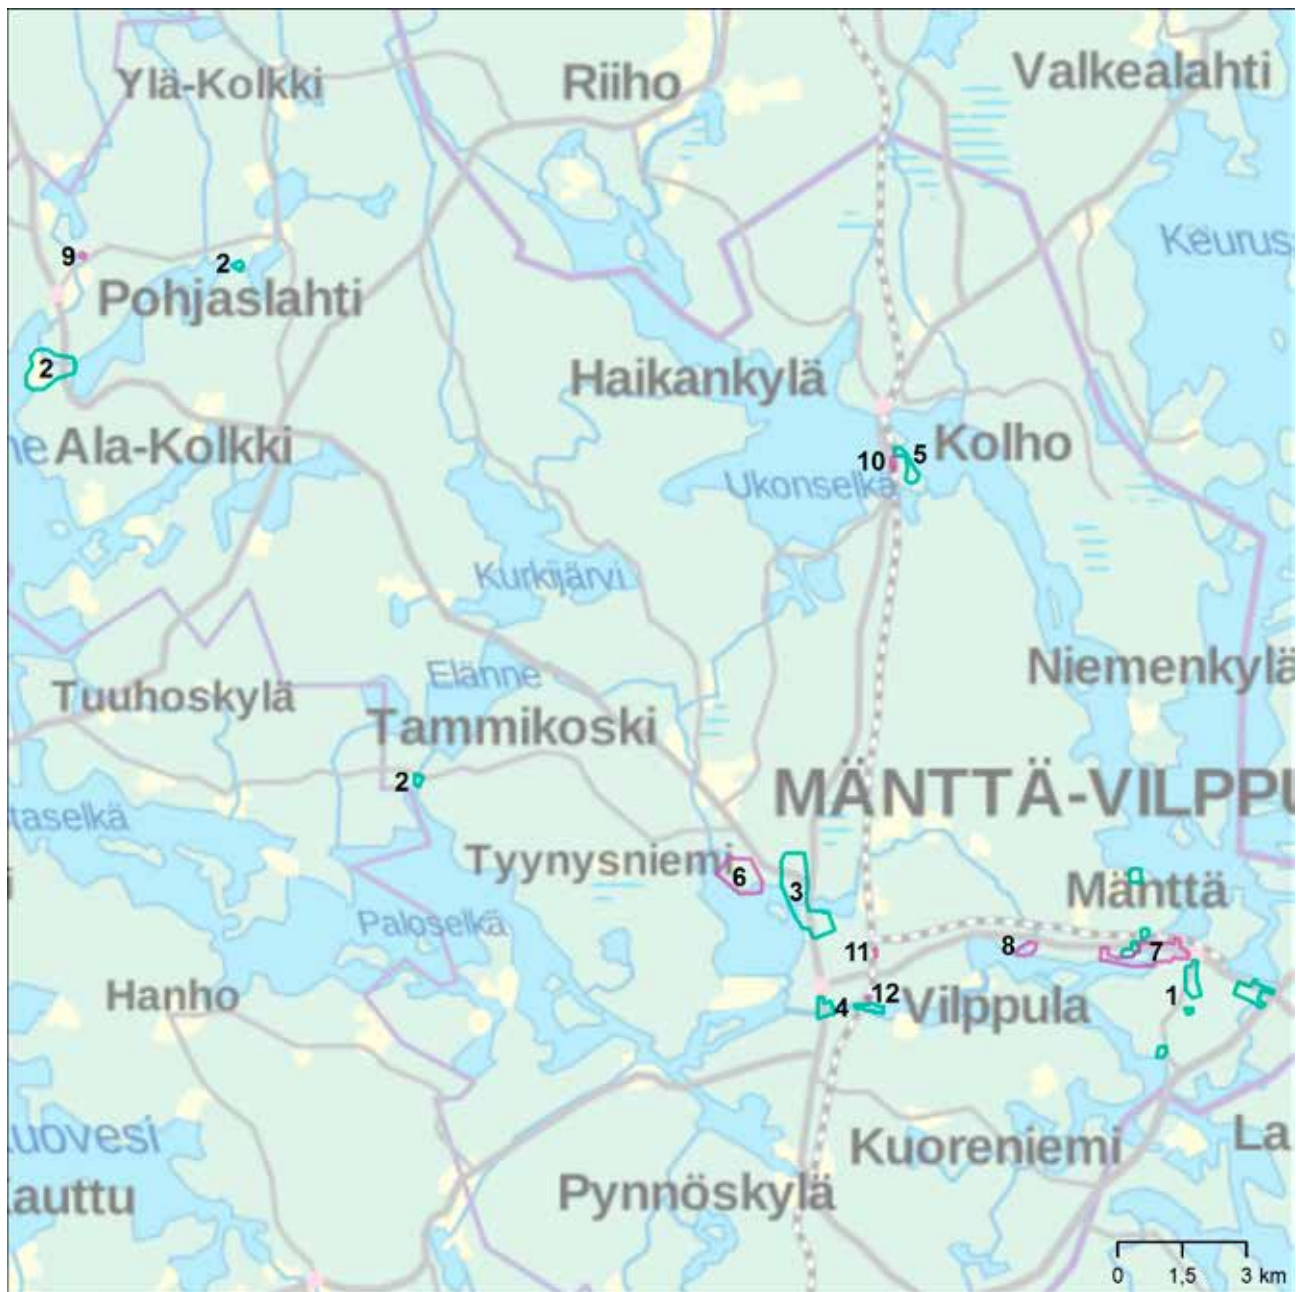 Ylä-Kolkki
Riiho
Valkealahti
Keurus
9
2
Pohjaslahti
2
Haikankylä
ne
Ala-Kolkki
Kolho
5
10
Ukonselkä
Kurkijärvi
Elänne
Niemenkylä
Tuuhoskylä
Tammikoski
2
MÄNTTÄ-VILPPU
taselkä
Tyynysniemi
6
3
i
Mänttä
Paloselkä
11
8
7
Hanho
12
4
Vilppula
1
uovesi
Kuoreniemi
La
auttu
Pynnöskylä
0 1,5 3 km